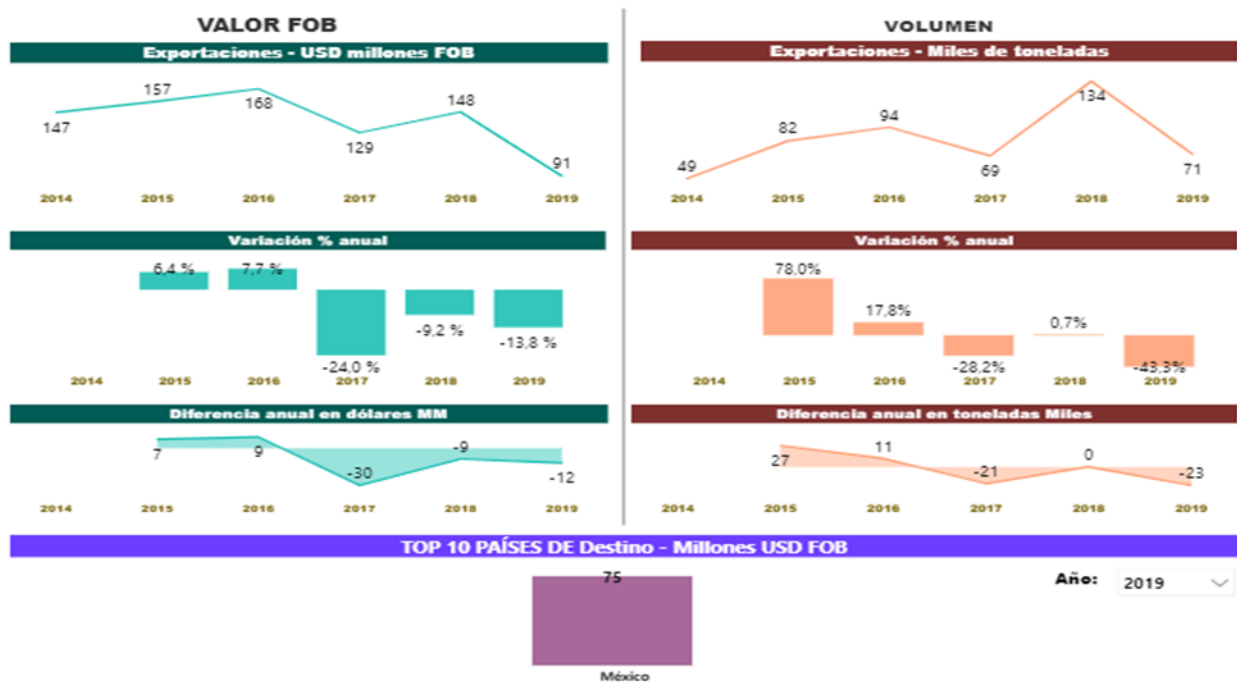 VALOR FOB
Exportaciones - USD millones FOB
147
157
168
129
148
91
2014 2015 2016 2017 2018 2019
Variación % anual
6,4 %
7,7 %
-24,0 %
-9,2 %
-13,8 %
2014 2015 2016 2017 2018 2019
Diferencia anual en dólares MM
7
9
-30
-9
-12
2014 2015 2016 2017 2018 2019
VOLUMEN
Exportaciones - Miles de toneladas
49
82
94
69
134
71
2014 2015 2016 2017 2018 2019
Variación % anual
78,0%
17,8%
-28,2%
0,7%
-43,3%
2014 2015 2016 2017 2018 2019
Diferencia anual en toneladas Miles
27
11
-21
0
-23
2014 2015 2016 2017 2018 2019
TOP 10 PAÍSES DE Destino - Millones USD FOB
75
México
Año: 2019